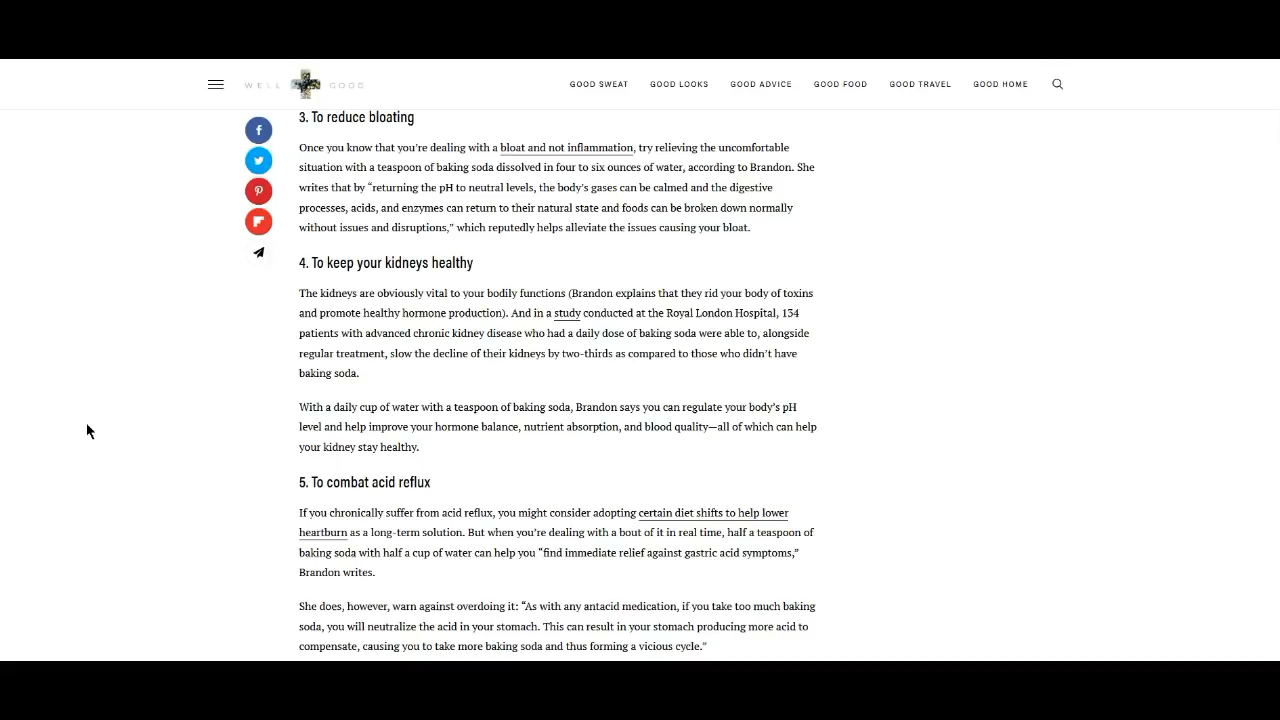 WELL GOOD
GOOD SWEAT GOOD LOOKS GOOD ADVICE GOOD FOOD GOOD TRAVEL GOOD HOME
3. To reduce bloating
Once you know that you’re dealing with a bloat and not inflammation, try relieving the uncomfortable
situation with a teaspoon of baking soda dissolved in four to six ounces of water, according to Brandon. She
writes that by “returning the pH to neutral levels, the body’s gases can be calmed and the digestive
processes, acids, and enzymes can return to their natural state and foods can be broken down normally
without issues and disruptions,” which reputedly helps alleviate the issues causing your bloat.
4. To keep your kidneys healthy
The kidneys are obviously vital to your bodily functions (Brandon explains that they rid your body of toxins
and promote healthy hormone production). And in a study conducted at the Royal London Hospital, 134
patients with advanced chronic kidney disease who had a daily dose of baking soda were able to, alongside
regular treatment, slow the decline of their kidneys by two-thirds as compared to those who didn’t have
baking soda.
With a daily cup of water with a teaspoon of baking soda, Brandon says you can regulate your body’s pH
level and help improve your hormone balance, nutrient absorption, and blood quality—all of which can help
your kidney stay healthy.
5. To combat acid reflux
If you chronically suffer from acid reflux, you might consider adopting certain diet shifts to help lower
heartburn as a long-term solution. But when you’re dealing with a bout of it in real time, half a teaspoon of
baking soda with half a cup of water can help you “find immediate relief against gastric acid symptoms,”
Brandon writes.
She does, however, warn against overdoing it: “As with any antacid medication, if you take too much baking
soda, you will neutralize the acid in your stomach. This can result in your stomach producing more acid to
compensate, causing you to take more baking soda and thus forming a vicious cycle.”